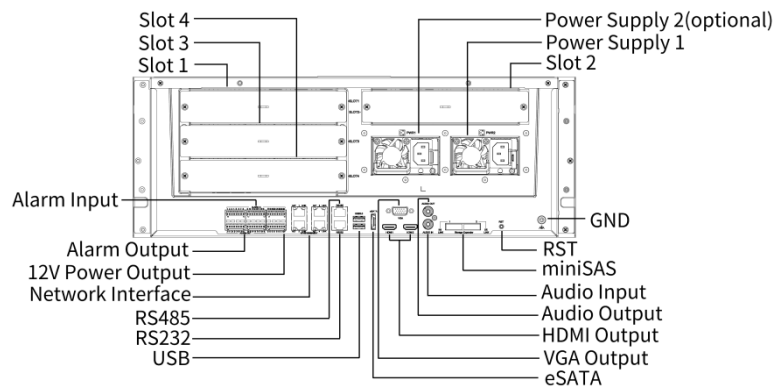 Slot 4
Power Supply 2(optional)
Slot 3
Power Supply 1
Slot 1
Slot 2
Alarm Input
GND
Alarm Output
RST
12V Power Output
miniSAS
Network Interface
Audio Input
RS485
Audio Output
RS232
HDMI Output
USB
VGA Output
eSATA